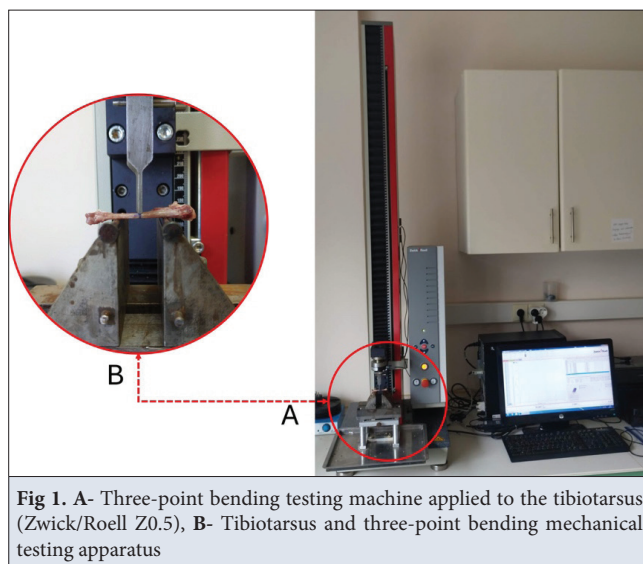 B
A
Fig 1. A- Three-point bending testing machine applied to the tibiotarsus
(Zwick/Roell Z0.5), B- Tibiotarsus and three-point bending mechanical
testing apparatus